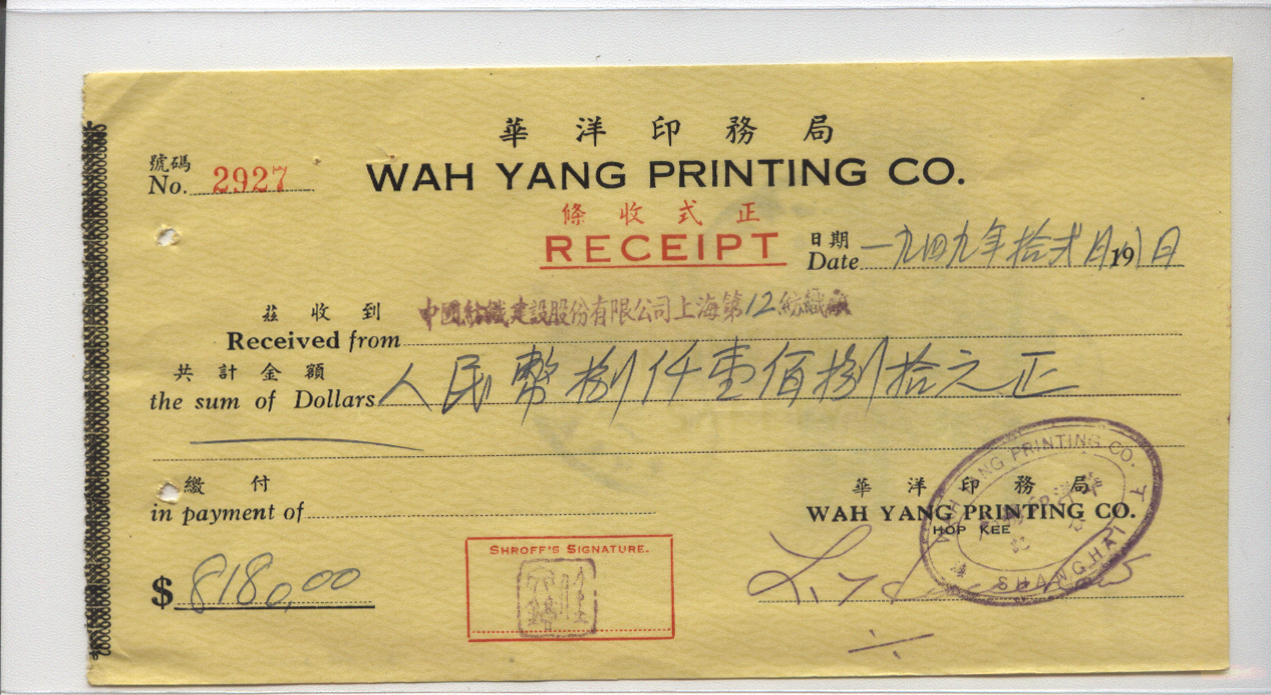 華洋印務局
號碼
No. 2927
WAH YANG PRINTING CO.
條收式正
RECEIPT
日期
Date 一九四九年拾弍月19日
茲收到
Received from 中國紡織建設股份有限公司上海第12紡織廠
共計金額
the sum of Dollars 人民幣捌仟壹佰捌拾元正
繳付
in payment of
華洋印務局
WAH YANG PRINTING CO.
HOP KEE
WAH YANG PRINTING CO.
SHANGHAI
SHROFF'S SIGNATURE.
$ 8180.00